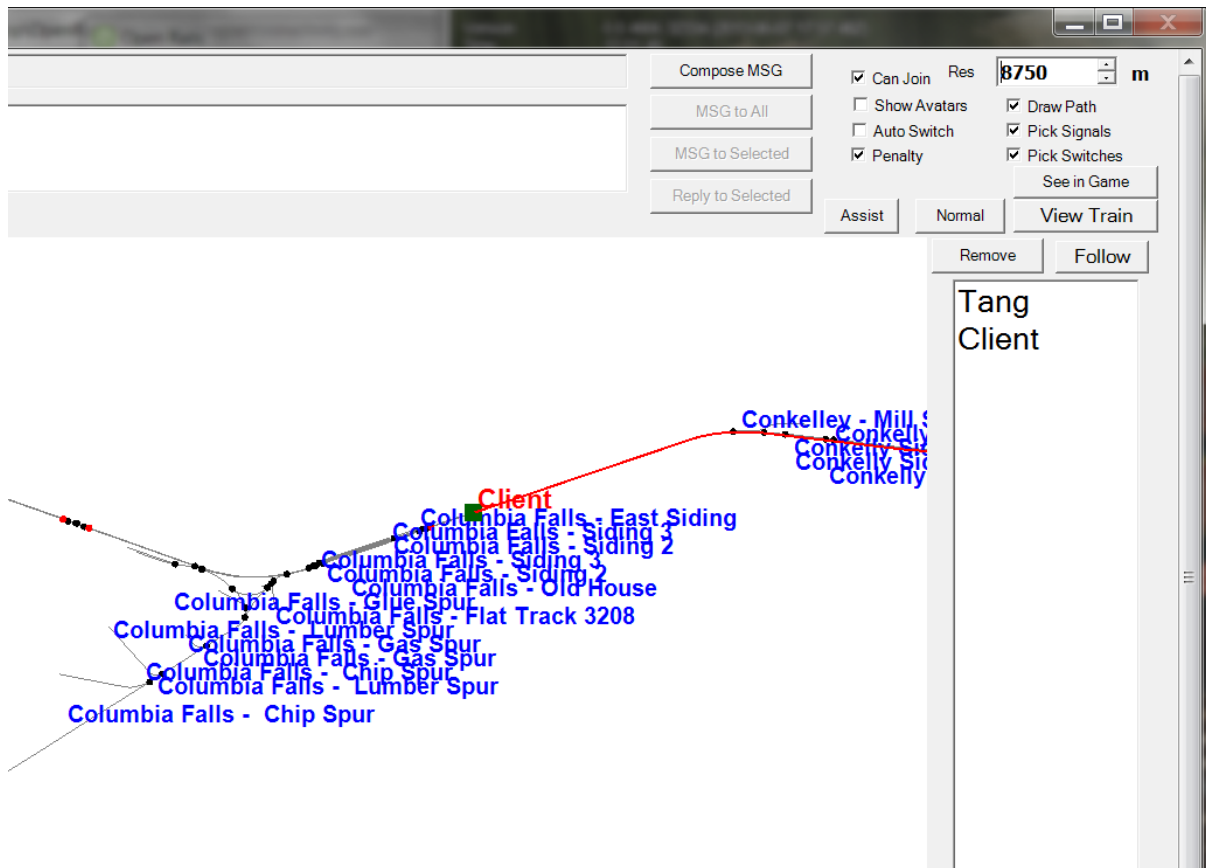 Compose MSG
MSG to All
MSG to Selected
Reply to Selected
Can Join
Res
8750
m
Show Avatars
Draw Path
Auto Switch
Pick Signals
Penalty
Pick Switches
See in Game
Assist
Normal
View Train
Remove
Follow
Tang
Client
Conkelley - Mill
Conkelly
Conkelly
Conkelly
Conkelly
Client
Columbia Falls - East Siding
Columbia Falls - Siding 3
Columbia Falls - Siding 2
Columbia Falls - Siding 3
Columbia Falls - Siding 2
Columbia Falls - Old House
Columbia Falls - Glue Spur
Columbia Falls - Flat Track 3208
Columbia Falls - Lumber Spur
Columbia Falls - Gas Spur
Columbia Falls - Gas Spur
Columbia Falls - Chip Spur
Columbia Falls - Lumber Spur
Columbia Falls - Chip Spur